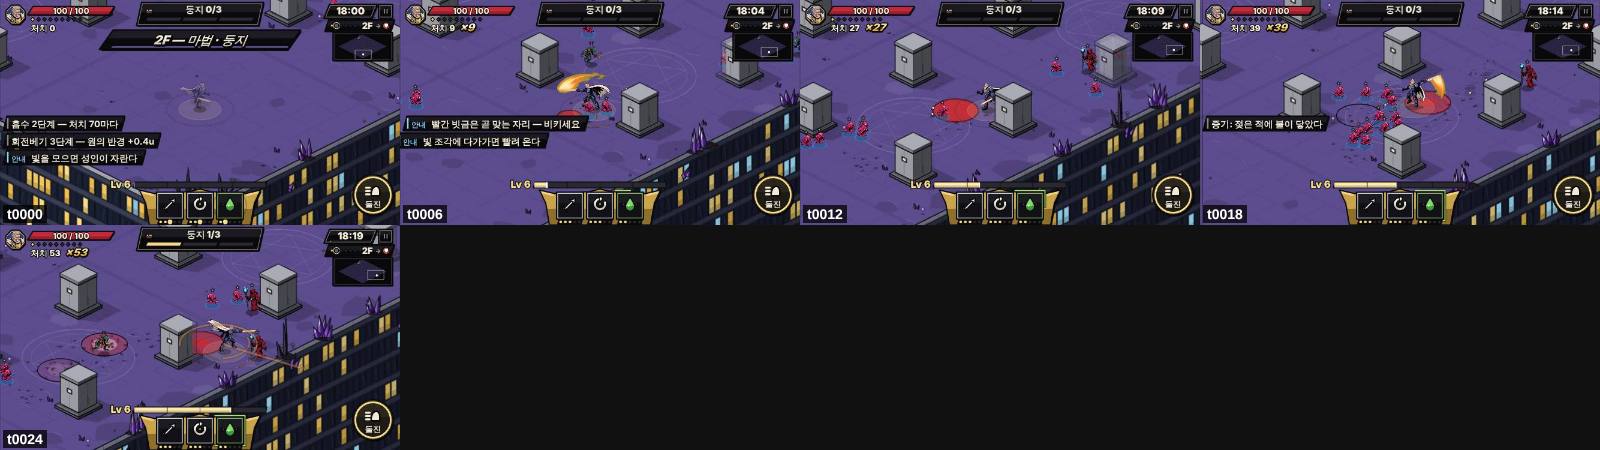 100 / 100
둥지 0/3
18:00
처치 0
2F
2F — 마법 · 둥지
흡수 2단계 — 처치 70마다
회전베기 3단계 — 원의 반경 +0.4u
안내 빛을 모으면 성인이 자란다
Lv 6
돌진
t0000
100 / 100
둥지 0/3
18:04
처치 9 ×9
2F
안내 빨간 빗금은 곧 맞는 자리 — 비키세요
안내 빛 조각에 다가가면 빨려 온다
Lv 6
돌진
t0006
100 / 100
둥지 0/3
18:09
처치 27 ×27
2F
Lv 6
돌진
t0012
100 / 100
둥지 0/3
18:14
처치 39 ×39
2F
증기: 젖은 적에 불이 닿았다
Lv 6
돌진
t0018
100 / 100
둥지 1/3
18:19
처치 53 ×53
2F
Lv 6
돌진
t0024